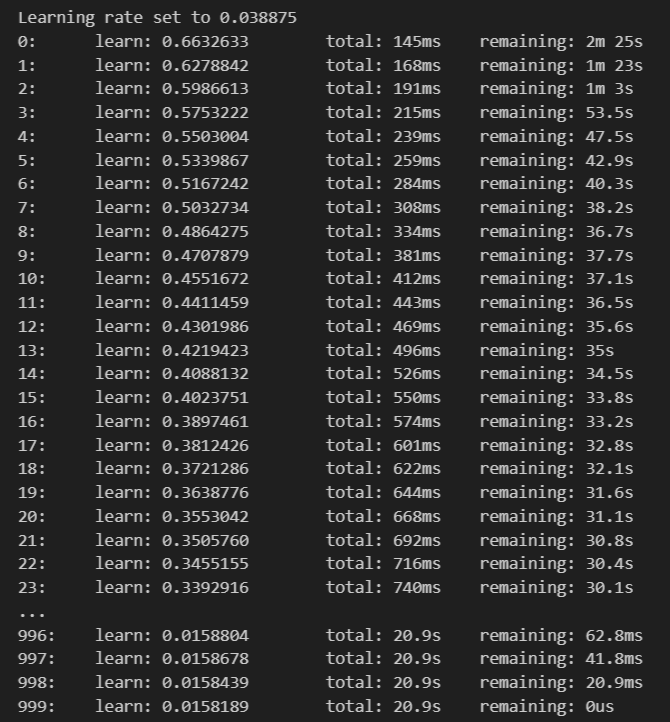 Learning rate set to 0.038875
0: learn: 0.6632633 total: 145ms remaining: 2m 25s
1: learn: 0.6278842 total: 168ms remaining: 1m 23s
2: learn: 0.5986613 total: 191ms remaining: 1m 3s
3: learn: 0.5753222 total: 215ms remaining: 53.5s
4: learn: 0.5503004 total: 239ms remaining: 47.5s
5: learn: 0.5339867 total: 259ms remaining: 42.9s
6: learn: 0.5167242 total: 284ms remaining: 40.3s
7: learn: 0.5032734 total: 308ms remaining: 38.2s
8: learn: 0.4864275 total: 334ms remaining: 36.7s
9: learn: 0.4707879 total: 381ms remaining: 37.7s
10: learn: 0.4551672 total: 412ms remaining: 37.1s
11: learn: 0.4411459 total: 443ms remaining: 36.5s
12: learn: 0.4301986 total: 469ms remaining: 35.6s
13: learn: 0.4219423 total: 496ms remaining: 35s
14: learn: 0.4088132 total: 526ms remaining: 34.5s
15: learn: 0.4023751 total: 550ms remaining: 33.8s
16: learn: 0.3897461 total: 574ms remaining: 33.2s
17: learn: 0.3812426 total: 601ms remaining: 32.8s
18: learn: 0.3721286 total: 622ms remaining: 32.1s
19: learn: 0.3638776 total: 644ms remaining: 31.6s
20: learn: 0.3553042 total: 668ms remaining: 31.1s
21: learn: 0.3505760 total: 692ms remaining: 30.8s
22: learn: 0.3455155 total: 716ms remaining: 30.4s
23: learn: 0.3392916 total: 740ms remaining: 30.1s
...
996: learn: 0.0158804 total: 20.9s remaining: 62.8ms
997: learn: 0.0158678 total: 20.9s remaining: 41.8ms
998: learn: 0.0158439 total: 20.9s remaining: 20.9ms
999: learn: 0.0158189 total: 20.9s remaining: 0us